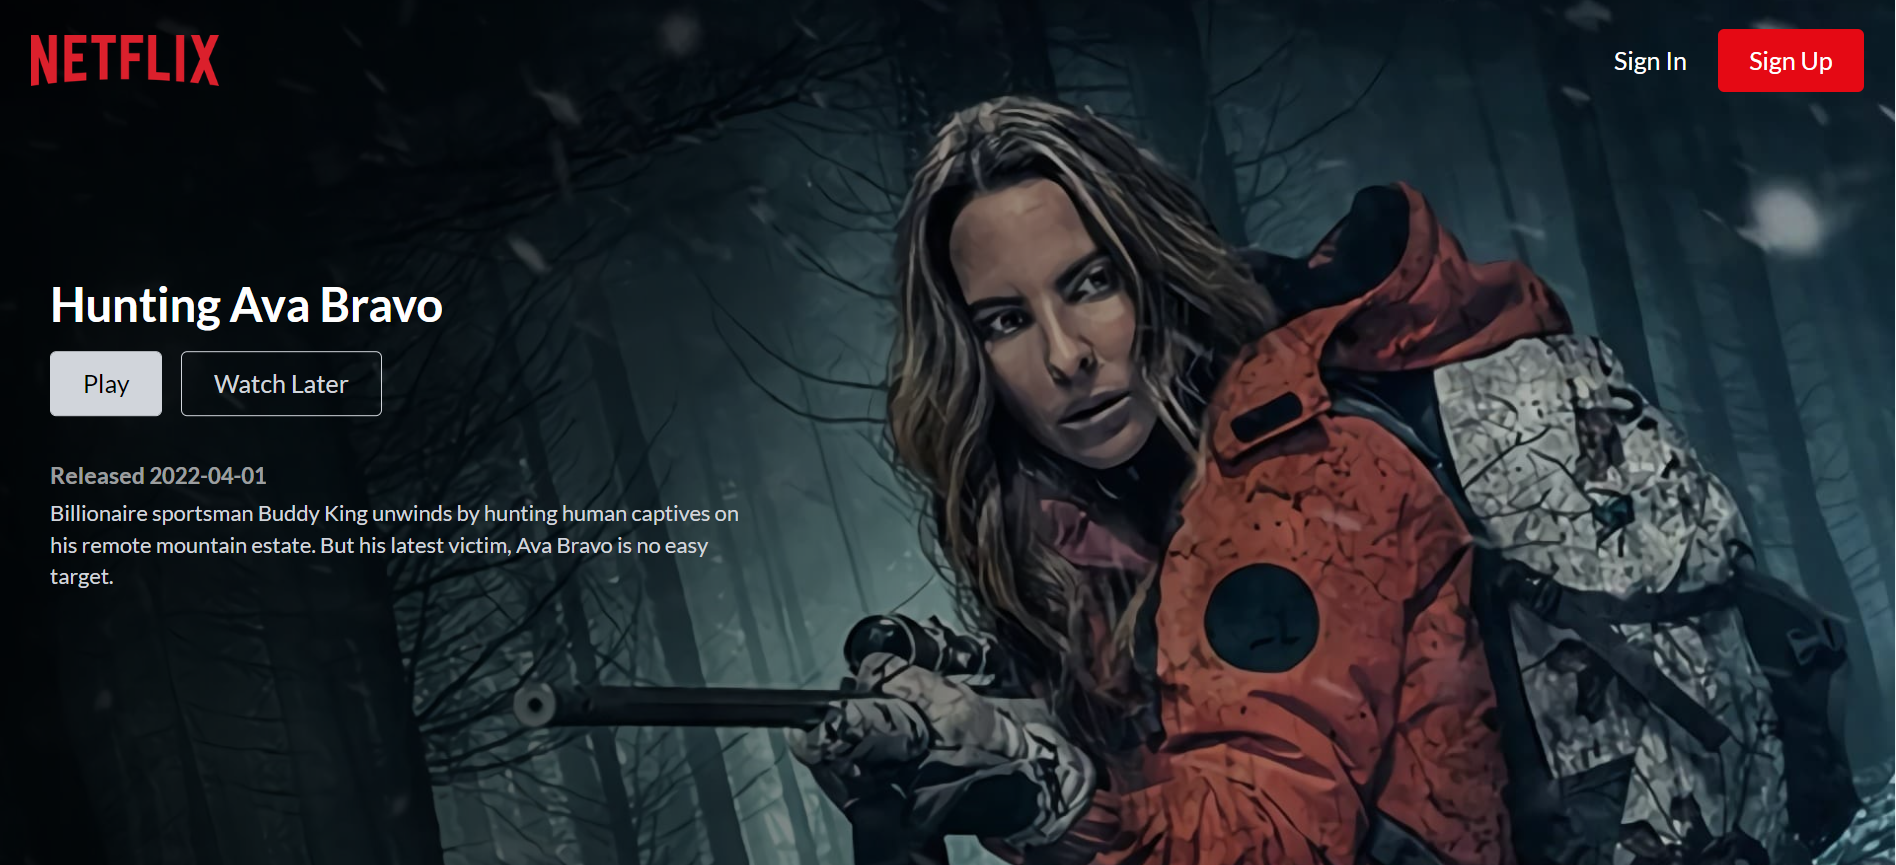 NETFLIX
Sign In
Sign Up
Hunting Ava Bravo
Play
Watch Later
Released 2022-04-01
Billionaire sportsman Buddy King unwinds by hunting human captives on
his remote mountain estate. But his latest victim, Ava Bravo is no easy
target.